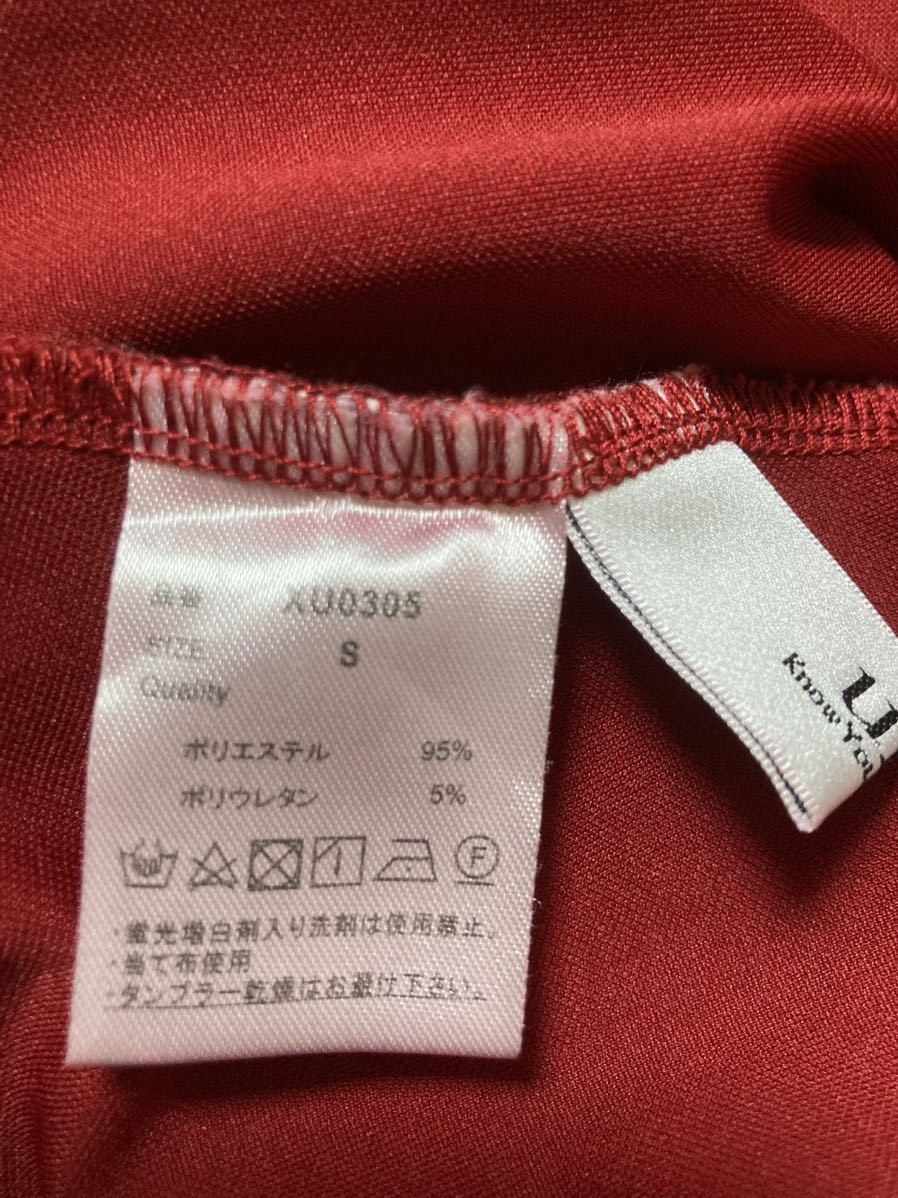 品番 XU0305
SIZE S
Quality
ポリエステル 95%
ポリウレタン 5%
F
・蛍光増白剤入り洗剤は使用禁止。
・当て布使用
・タンブラー乾燥はお避け下さい。
Know You